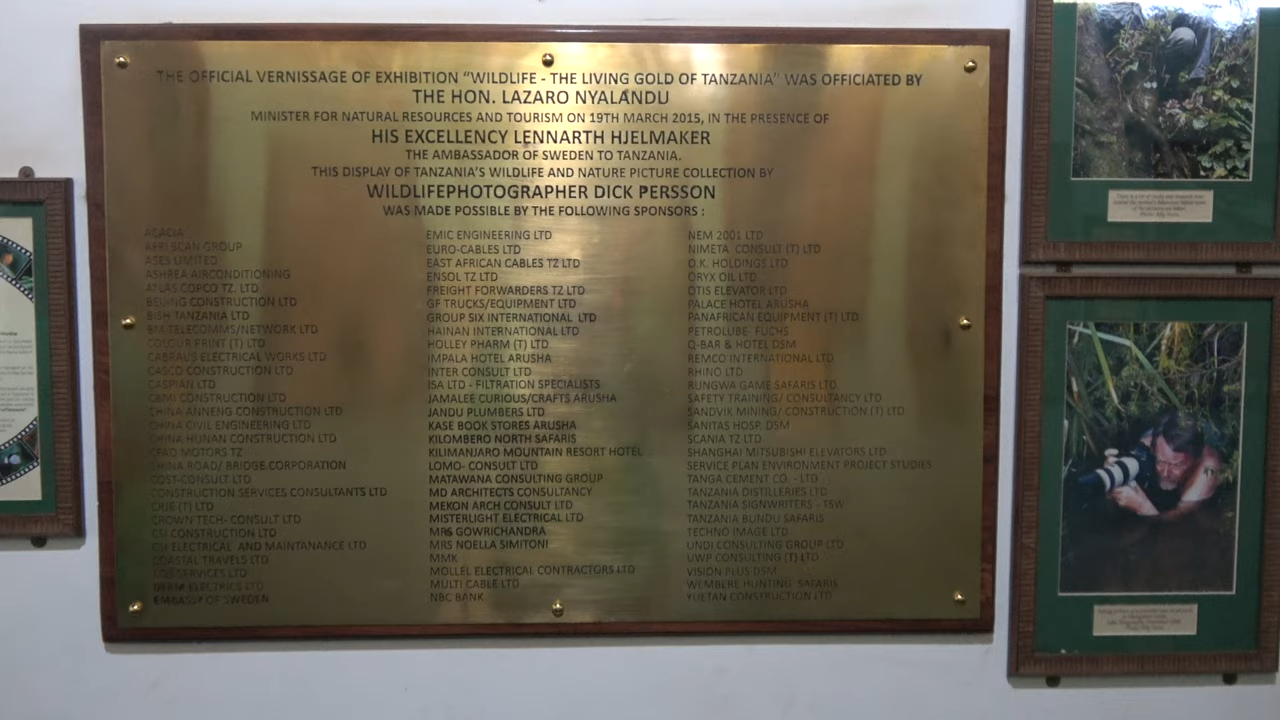 THE OFFICIAL VERNISSAGE OF EXHIBITION "WILDLIFE - THE LIVING GOLD OF TANZANIA" WAS OFFICIATED BY
THE HON. LAZARO NYALANDU
MINISTER FOR NATURAL RESOURCES AND TOURISM ON 19TH MARCH 2015, IN THE PRESENCE OF
HIS EXCELLENCY LENNARTH HJELMAKER
THE AMBASSADOR OF SWEDEN TO TANZANIA.
THIS DISPLAY OF TANZANIA'S WILDLIFE AND NATURE PICTURE COLLECTION BY
WILDLIFEPHOTOGRAPHER DICK PERSSON
WAS MADE POSSIBLE BY THE FOLLOWING SPONSORS :
ACACIA
AFRI SCAN GROUP
ASES LIMITED
ASHREA AIRCONDITIONING
ATLAS COPCO TZ. LTD
BEIJING CONSTRUCTION LTD
BISH TANZANIA LTD
BM TELECOMMS/NETWORK LTD
COLOUR PRINT (T) LTD
CABRAUS ELECTRICAL WORKS LTD
CASCO CONSTRUCTION LTD
CASPIAN LTD
C&MI CONSTRUCTION LTD
CHINA ANNENG CONSTRUCTION LTD
CHINA CIVIL ENGINEERING LTD
CHINA HUNAN CONSTRUCTION LTD
CFAO MOTORS TZ
CHINA ROAD/ BRIDGE CORPORATION
COST-CONSULT LTD
CONSTRUCTION SERVICES CONSULTANTS LTD
CRJE (T) LTD
CROWN TECH- CONSULT LTD
CSI CONSTRUCTION LTD
CSI ELECTRICAL AND MAINTANANCE LTD
COASTAL TRAVELS LTD
SERVICES LTD
DERM ELECTRICS LTD
EMBASSY OF SWEDEN
EMIC ENGINEERING LTD
EURO-CABLES LTD
EAST AFRICAN CABLES TZ LTD
ENSOL TZ LTD
FREIGHT FORWARDERS TZ LTD
GF TRUCKS/EQUIPMENT LTD
GROUP SIX INTERNATIONAL LTD
HAINAN INTERNATIONAL LTD
HOLLEY PHARM (T) LTD
IMPALA HOTEL ARUSHA
INTER CONSULT LTD
ISA LTD - FILTRATION SPECIALISTS
JAMALEE CURIOUS/CRAFTS ARUSHA
JANDU PLUMBERS LTD
KASE BOOK STORES ARUSHA
KILOMBERO NORTH SAFARIS
KILIMANJARO MOUNTAIN RESORT HOTEL
LOMO- CONSULT LTD
MATAWANA CONSULTING GROUP
MD ARCHITECTS CONSULTANCY
MEKON ARCH CONSULT LTD
MISTERLIGHT ELECTRICAL LTD
MRS GOWRICHANDRA
MRS NOELLA SIMITONI
MMK
MOLLEL ELECTRICAL CONTRACTORS LTD
MULTI CABLE LTD
NBC BANK
NEM 2001 LTD
NIMETA CONSULT (T) LTD
O.K. HOLDINGS LTD
ORYX OIL LTD
OTIS ELEVATOR LTD
PALACE HOTEL ARUSHA
PANAFRICAN EQUIPMENT (T) LTD
PETROLUBE- FUCHS
Q-BAR & HOTEL DSM
REMCO INTERNATIONAL LTD
RHINO LTD
RUNGWA GAME SAFARIS LTD
SAFETY TRAINING/ CONSULTANCY LTD
SANDVIK MINING/ CONSTRUCTION (T) LTD
SANITAS HOSP. DSM
SCANIA TZ LTD
SHANGHAI MITSUBISHI ELEVATORS LTD
SERVICE PLAN ENVIRONMENT PROJECT STUDIES
TANGA CEMENT CO. - LTD
TANZANIA DISTILLERIES LTD
TANZANIA SIGNWRITERS - TSW
TANZANIA BUNDU SAFARIS
TECHNO IMAGE LTD
UNDI CONSULTING GROUP LTD
UWP CONSULTING (T) LTD
VISION PLUS DSM
WEMBERE HUNTING SAFARIS
YUETAN CONSTRUCTION LTD